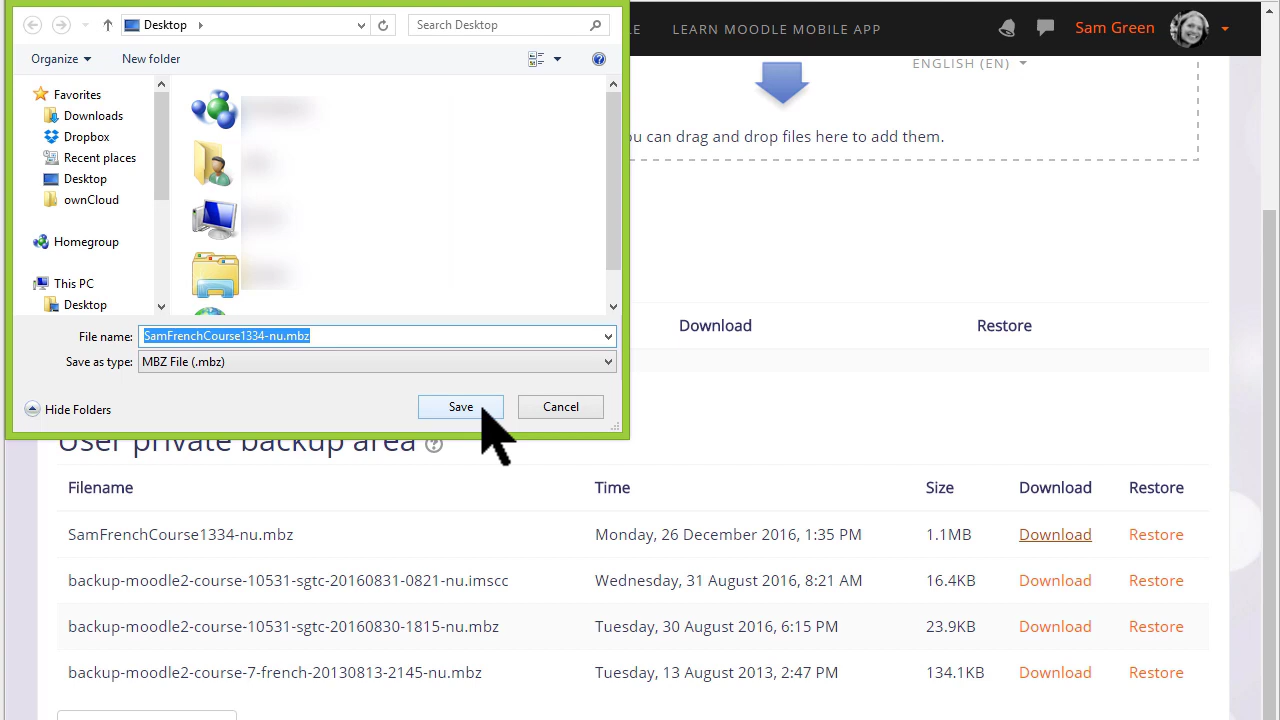 Desktop
Search Desktop
LE
LEARN MOODLE MOBILE APP
Sam Green
Organize
New folder
ENGLISH (EN)
Favorites
Downloads
Dropbox
Recent places
Desktop
ownCloud
Homegroup
This PC
Desktop
ou can drag and drop files here to add them.
File name: SamFrenchCourse1334-nu.mbz
Save as type: MBZ File (.mbz)
Hide Folders
Save
Cancel
Download Restore
User private backup area
Filename Time Size Download Restore
SamFrenchCourse1334-nu.mbz Monday, 26 December 2016, 1:35 PM 1.1MB Download Restore
backup-moodle2-course-10531-sgtc-20160831-0821-nu.imscc Wednesday, 31 August 2016, 8:21 AM 16.4KB Download Restore
backup-moodle2-course-10531-sgtc-20160830-1815-nu.mbz Tuesday, 30 August 2016, 6:15 PM 23.9KB Download Restore
backup-moodle2-course-7-french-20130813-2145-nu.mbz Tuesday, 13 August 2013, 2:47 PM 134.1KB Download Restore